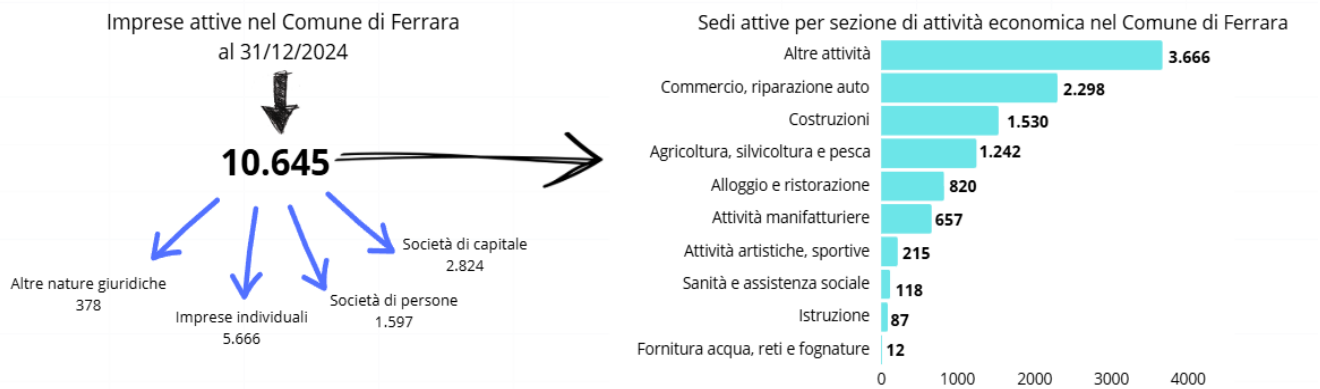 Imprese attive nel Comune di Ferrara
al 31/12/2024
10.645
Altre nature giuridiche
378
Imprese individuali
5.666
Società di persone
1.597
Società di capitale
2.824
Sedi attive per sezione di attività economica nel Comune di Ferrara
Altre attività 3.666
Commercio, riparazione auto 2.298
Costruzioni 1.530
Agricoltura, silvicoltura e pesca 1.242
Alloggio e ristorazione 820
Attività manifatturiere 657
Attività artistiche, sportive 215
Sanità e assistenza sociale 118
Istruzione 87
Fornitura acqua, reti e fognature 12
0 1000 2000 3000 4000